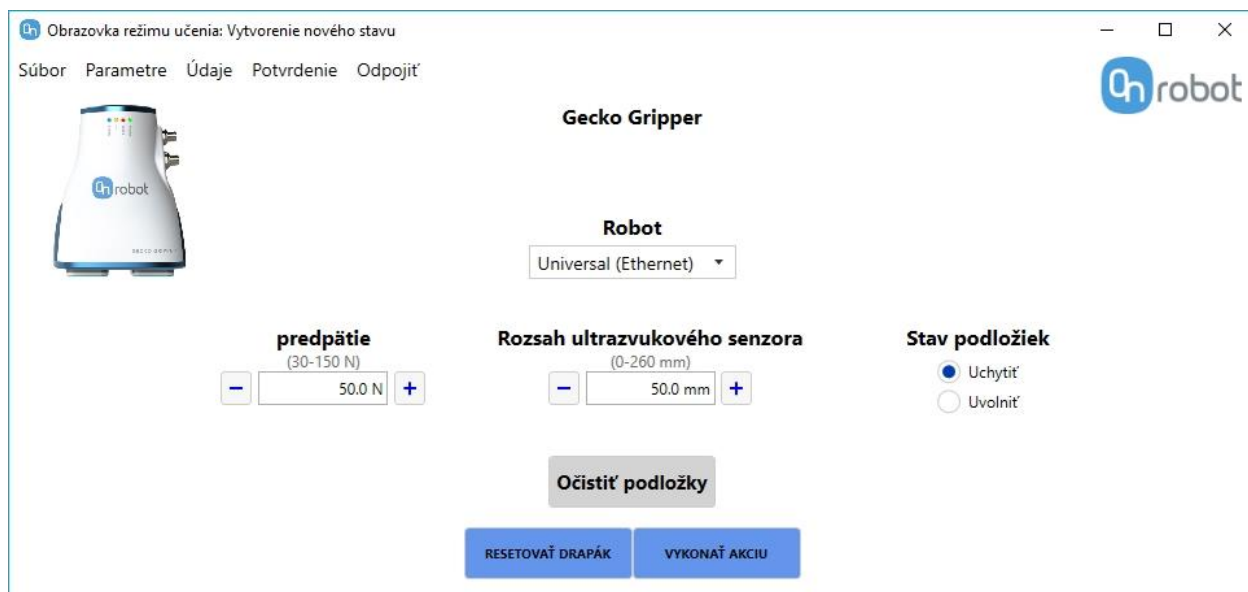 Obrazovka režimu učenia: Vytvorenie nového stavu
Súbor Parametre Údaje Potvrdenie Odpojiť
On robot
On robot
Gecko Gripper
Robot
Universal (Ethernet)
predpätie
(30-150 N)
− 50.0 N +
Rozsah ultrazvukového senzora
(0-260 mm)
− 50.0 mm +
Stav podložiek
Uchytiť
Uvolniť
Očistiť podložky
RESETOVAŤ DRAPÁK VYKONAŤ AKCIU